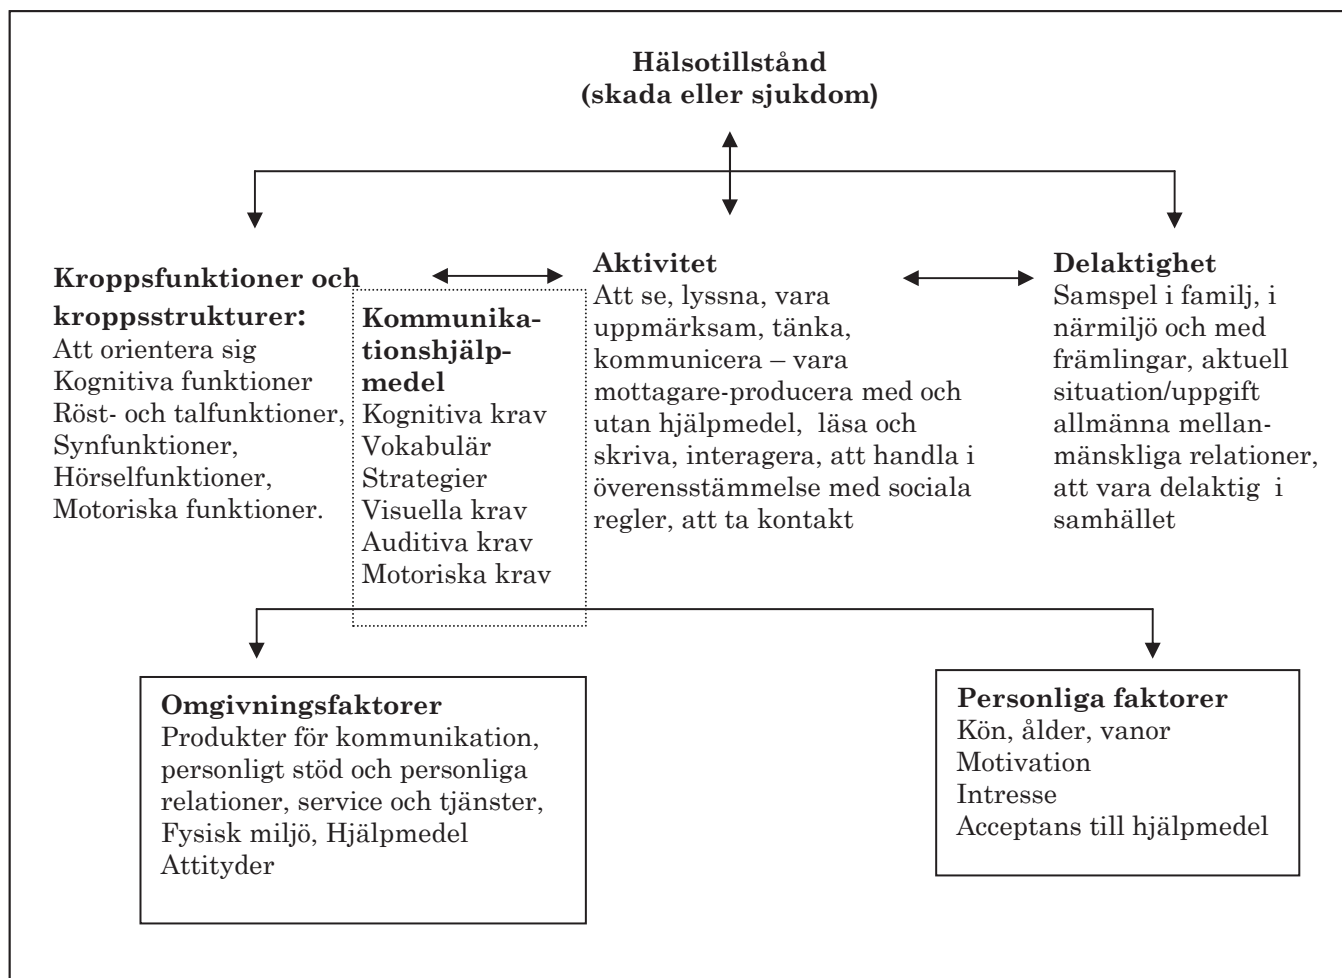 Hälsotillstånd
(skada eller sjukdom)
Kroppsfunktioner och
kroppsstrukturer:
Att orientera sig
Kognitiva funktioner
Röst- och talfunktioner,
Synfunktioner,
Hörselfunktioner,
Motoriska funktioner.
Kommunika-
tionshjälp-
medel
Kognitiva krav
Vokabulär
Strategier
Visuella krav
Auditiva krav
Motoriska krav
Aktivitet
Att se, lyssna, vara
uppmärksam, tänka,
kommunicera – vara
mottagare-producera med och
utan hjälpmedel, läsa och
skriva, interagera, att handla i
överensstämmelse med sociala
regler, att ta kontakt
Delaktighet
Samspel i familj, i
närmiljö och med
främlingar, aktuell
situation/uppgift
allmänna mellan-
mänskliga relationer,
att vara delaktig i
samhället
Omgivningsfaktorer
Produkter för kommunikation,
personligt stöd och personliga
relationer, service och tjänster,
Fysisk miljö, Hjälpmedel
Attityder
Personliga faktorer
Kön, ålder, vanor
Motivation
Intresse
Acceptans till hjälpmedel